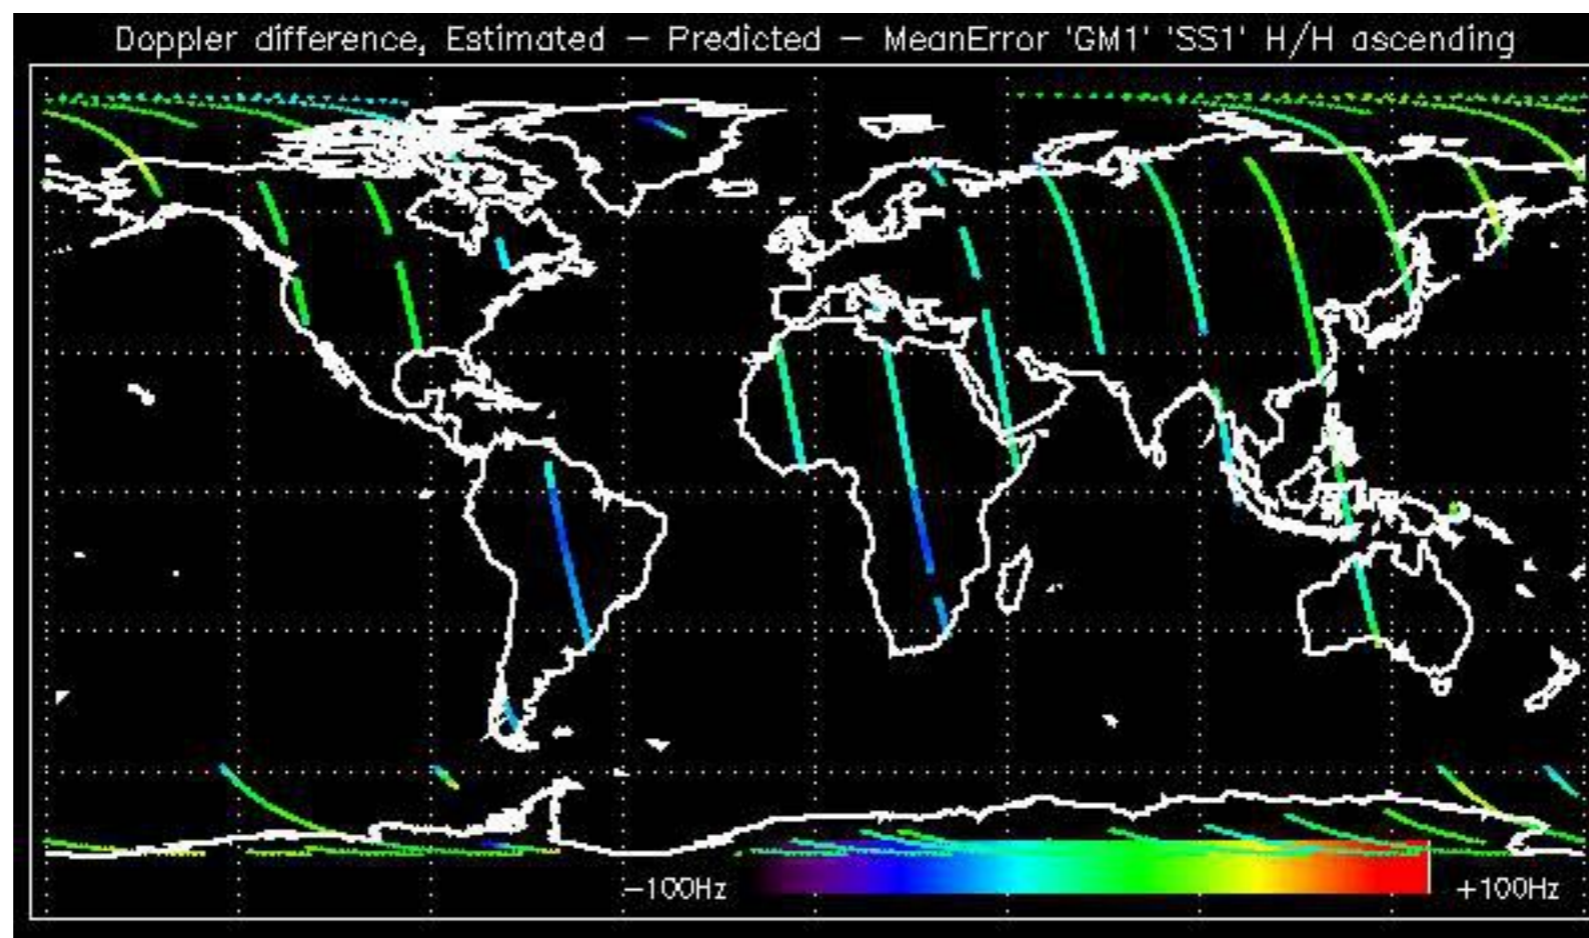 Doppler difference, Estimated – Predicted – MeanError 'GM1' 'SS1' H/H ascending
–100Hz +100Hz